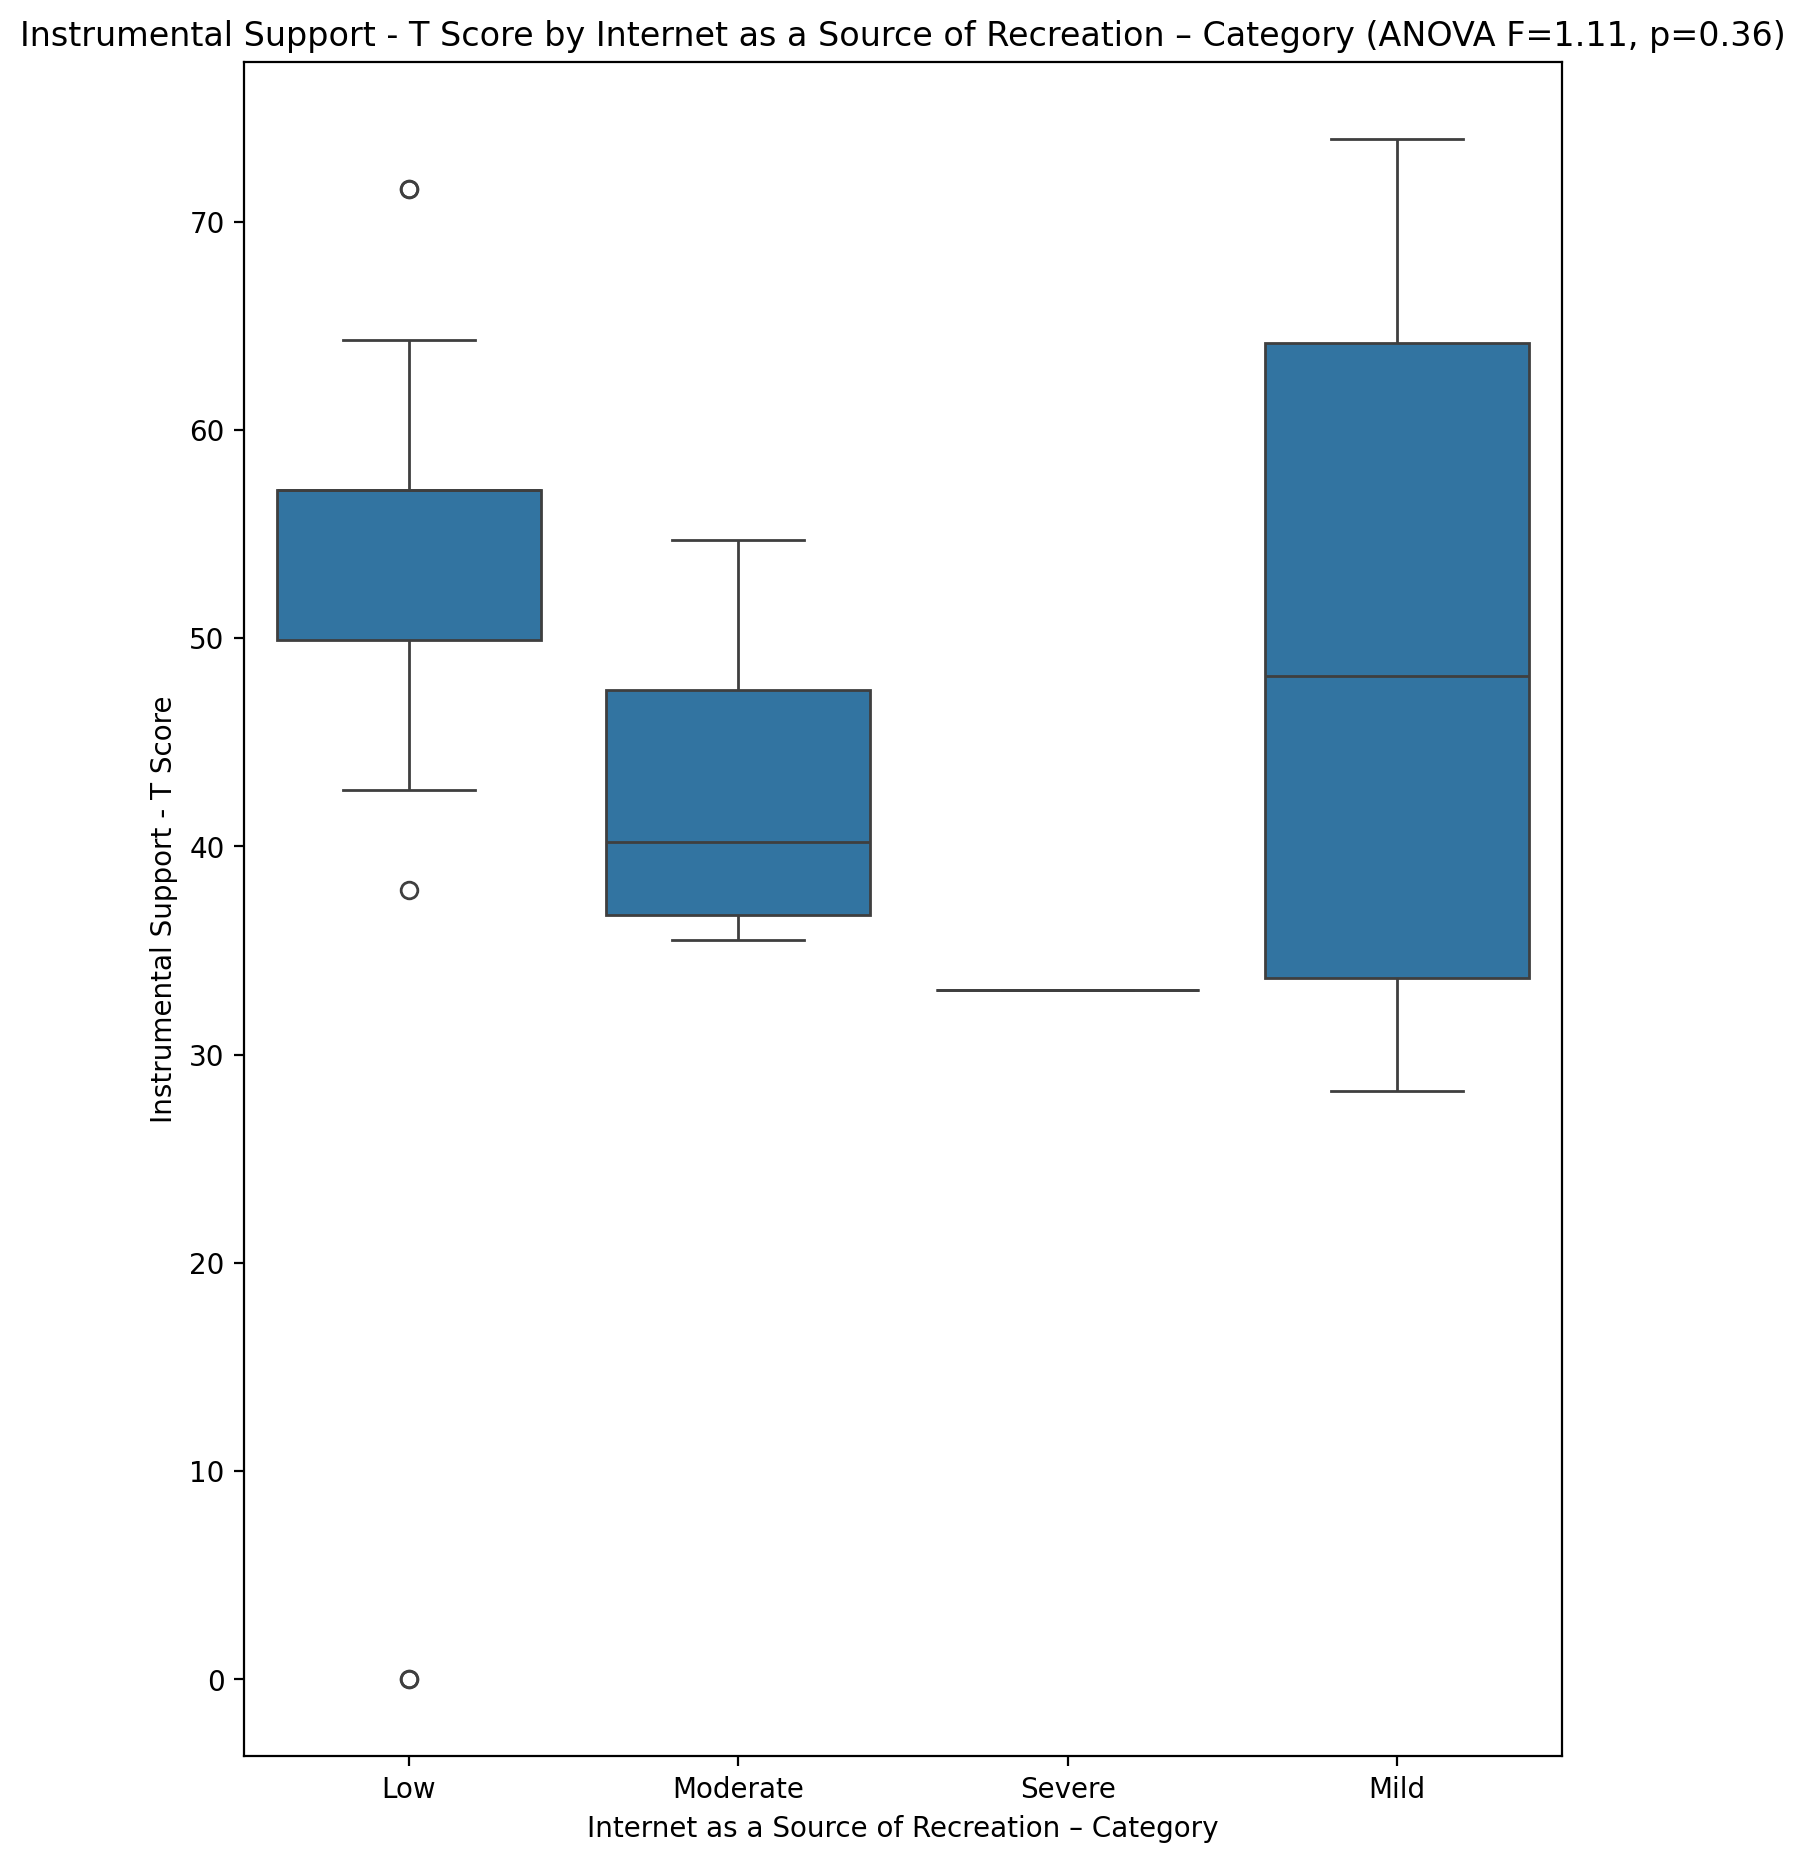 Instrumental Support - T Score by Internet as a Source of Recreation – Category (ANOVA F=1.11, p=0.36)
Instrumental Support - T Score
70
60
50
40
30
20
10
0
Low Moderate Severe Mild
Internet as a Source of Recreation – Category